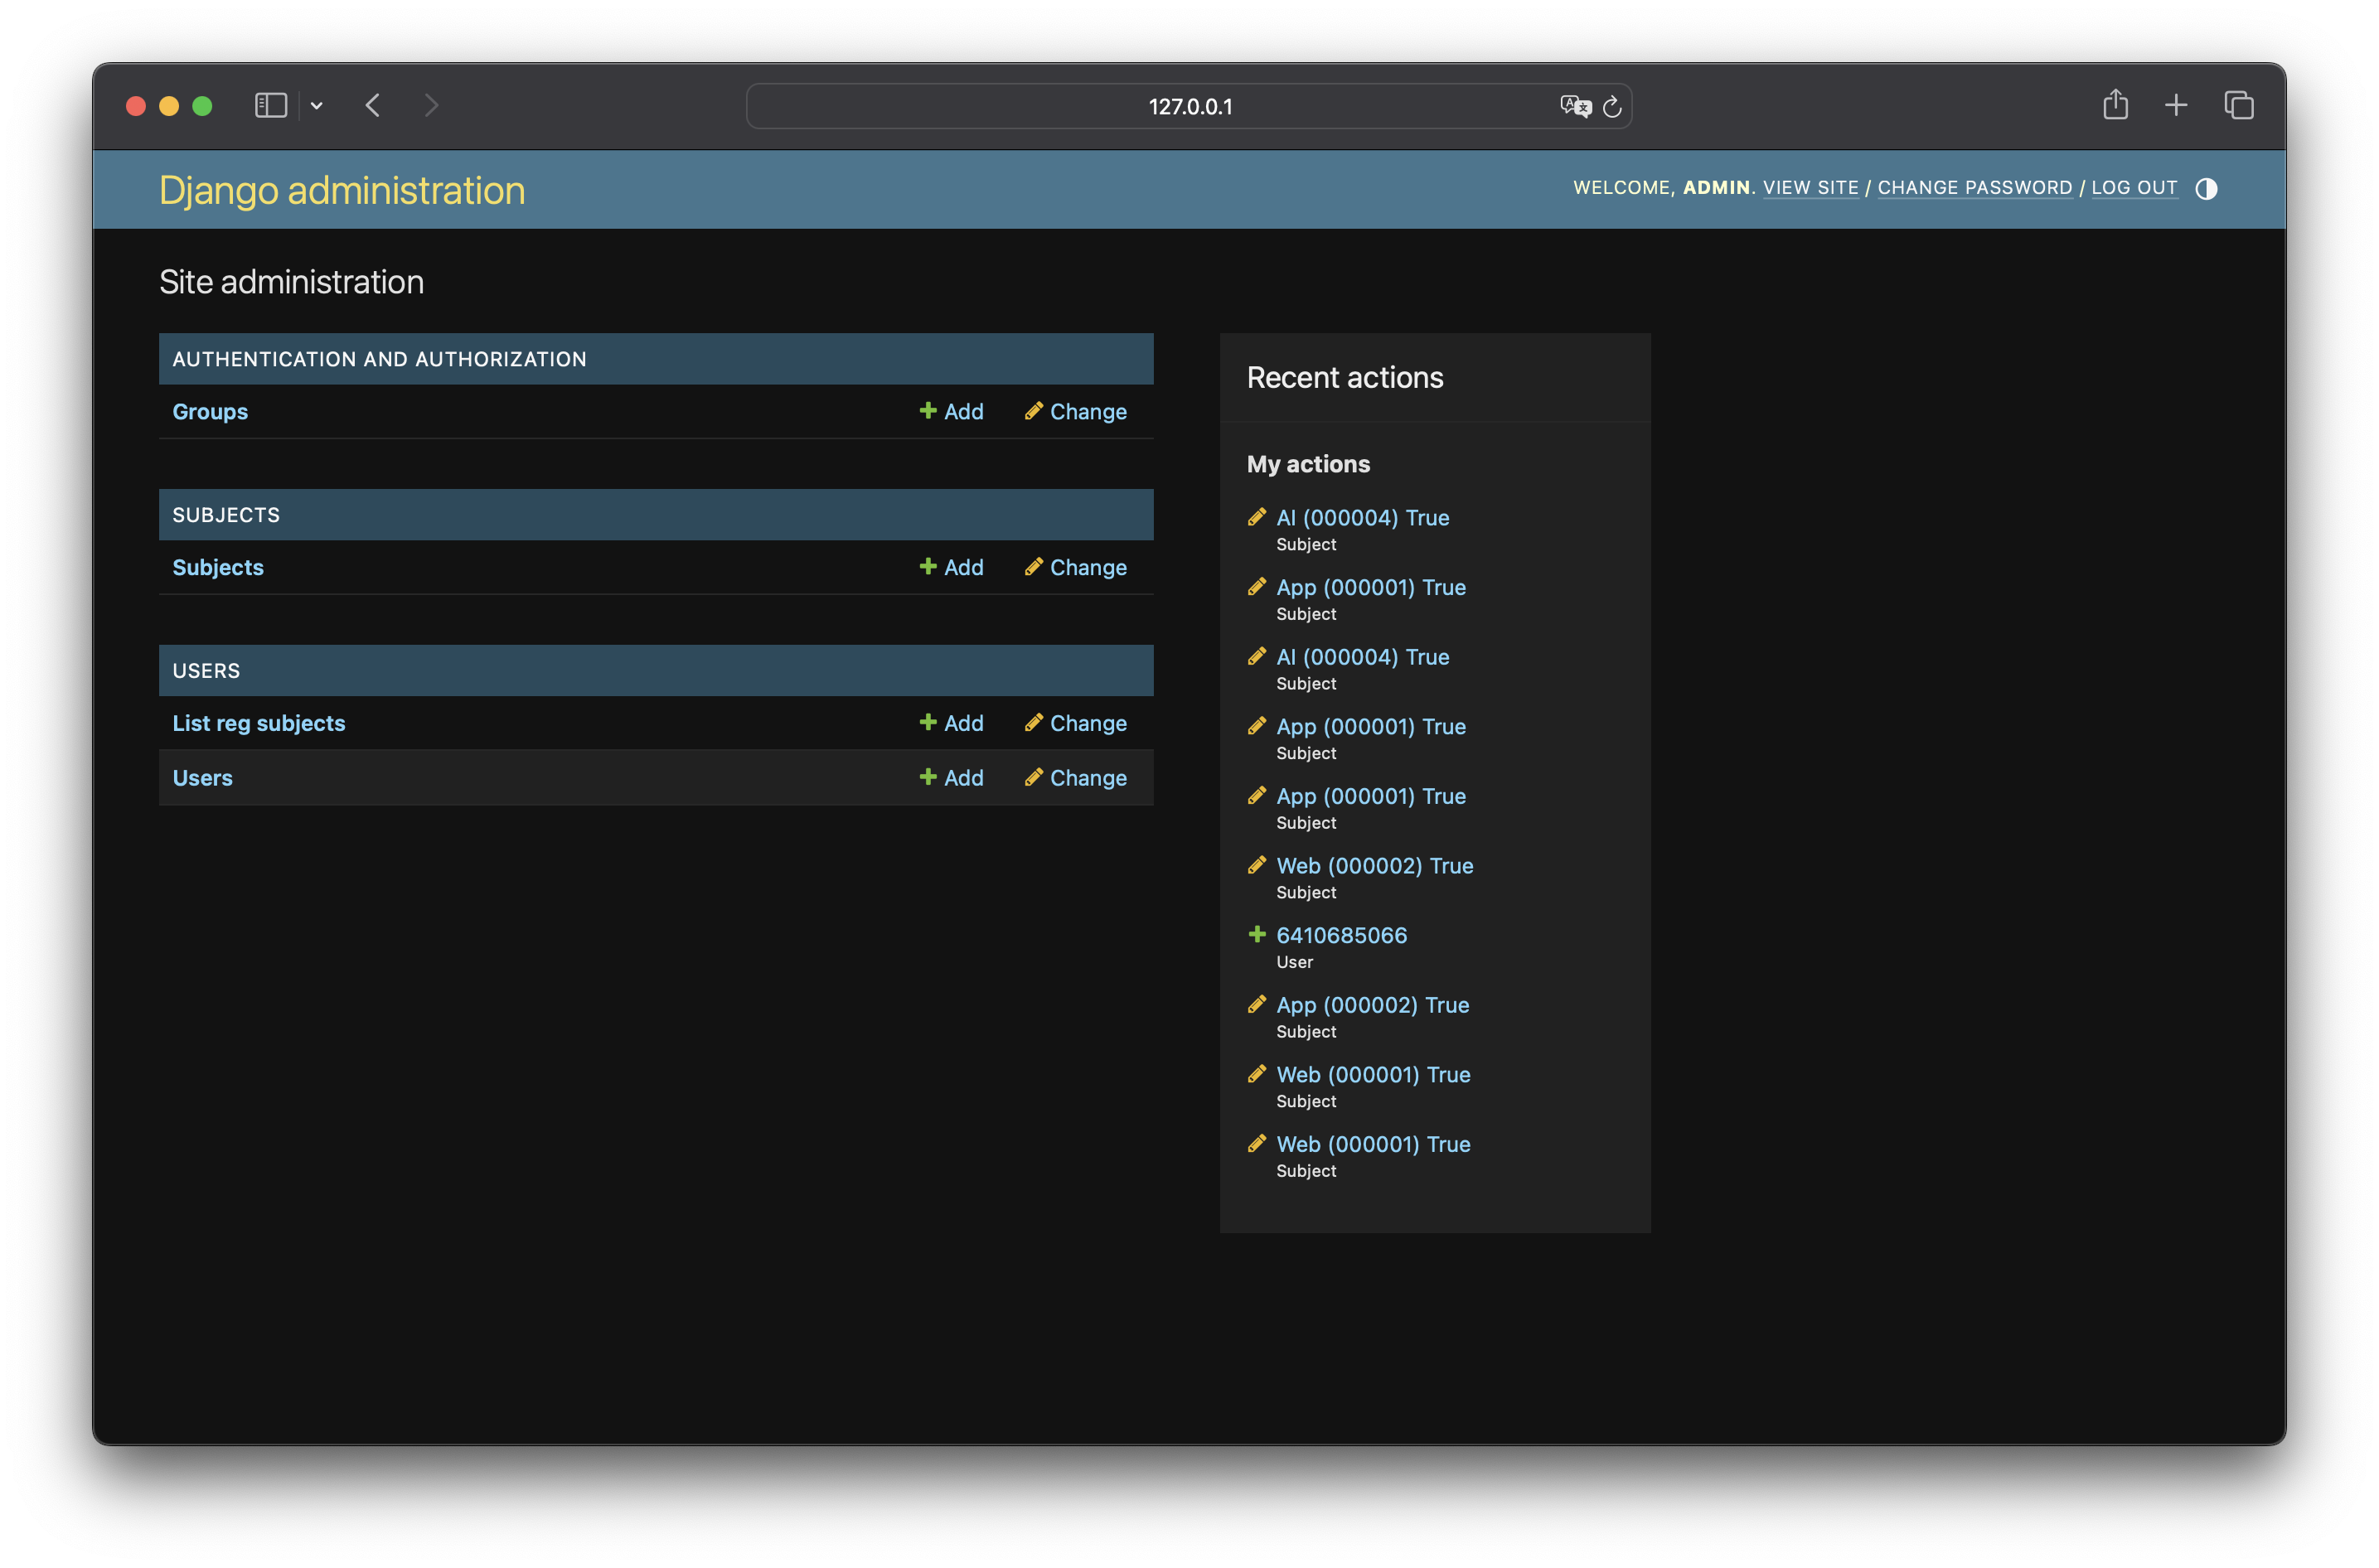 127.0.0.1
Django administration
WELCOME, ADMIN. VIEW SITE / CHANGE PASSWORD / LOG OUT
Site administration
AUTHENTICATION AND AUTHORIZATION
Groups Add Change
SUBJECTS
Subjects Add Change
USERS
List reg subjects Add Change
Users Add Change
Recent actions
My actions
AI (000004) True
Subject
App (000001) True
Subject
AI (000004) True
Subject
App (000001) True
Subject
App (000001) True
Subject
Web (000002) True
Subject
6410685066
User
App (000002) True
Subject
Web (000001) True
Subject
Web (000001) True
Subject